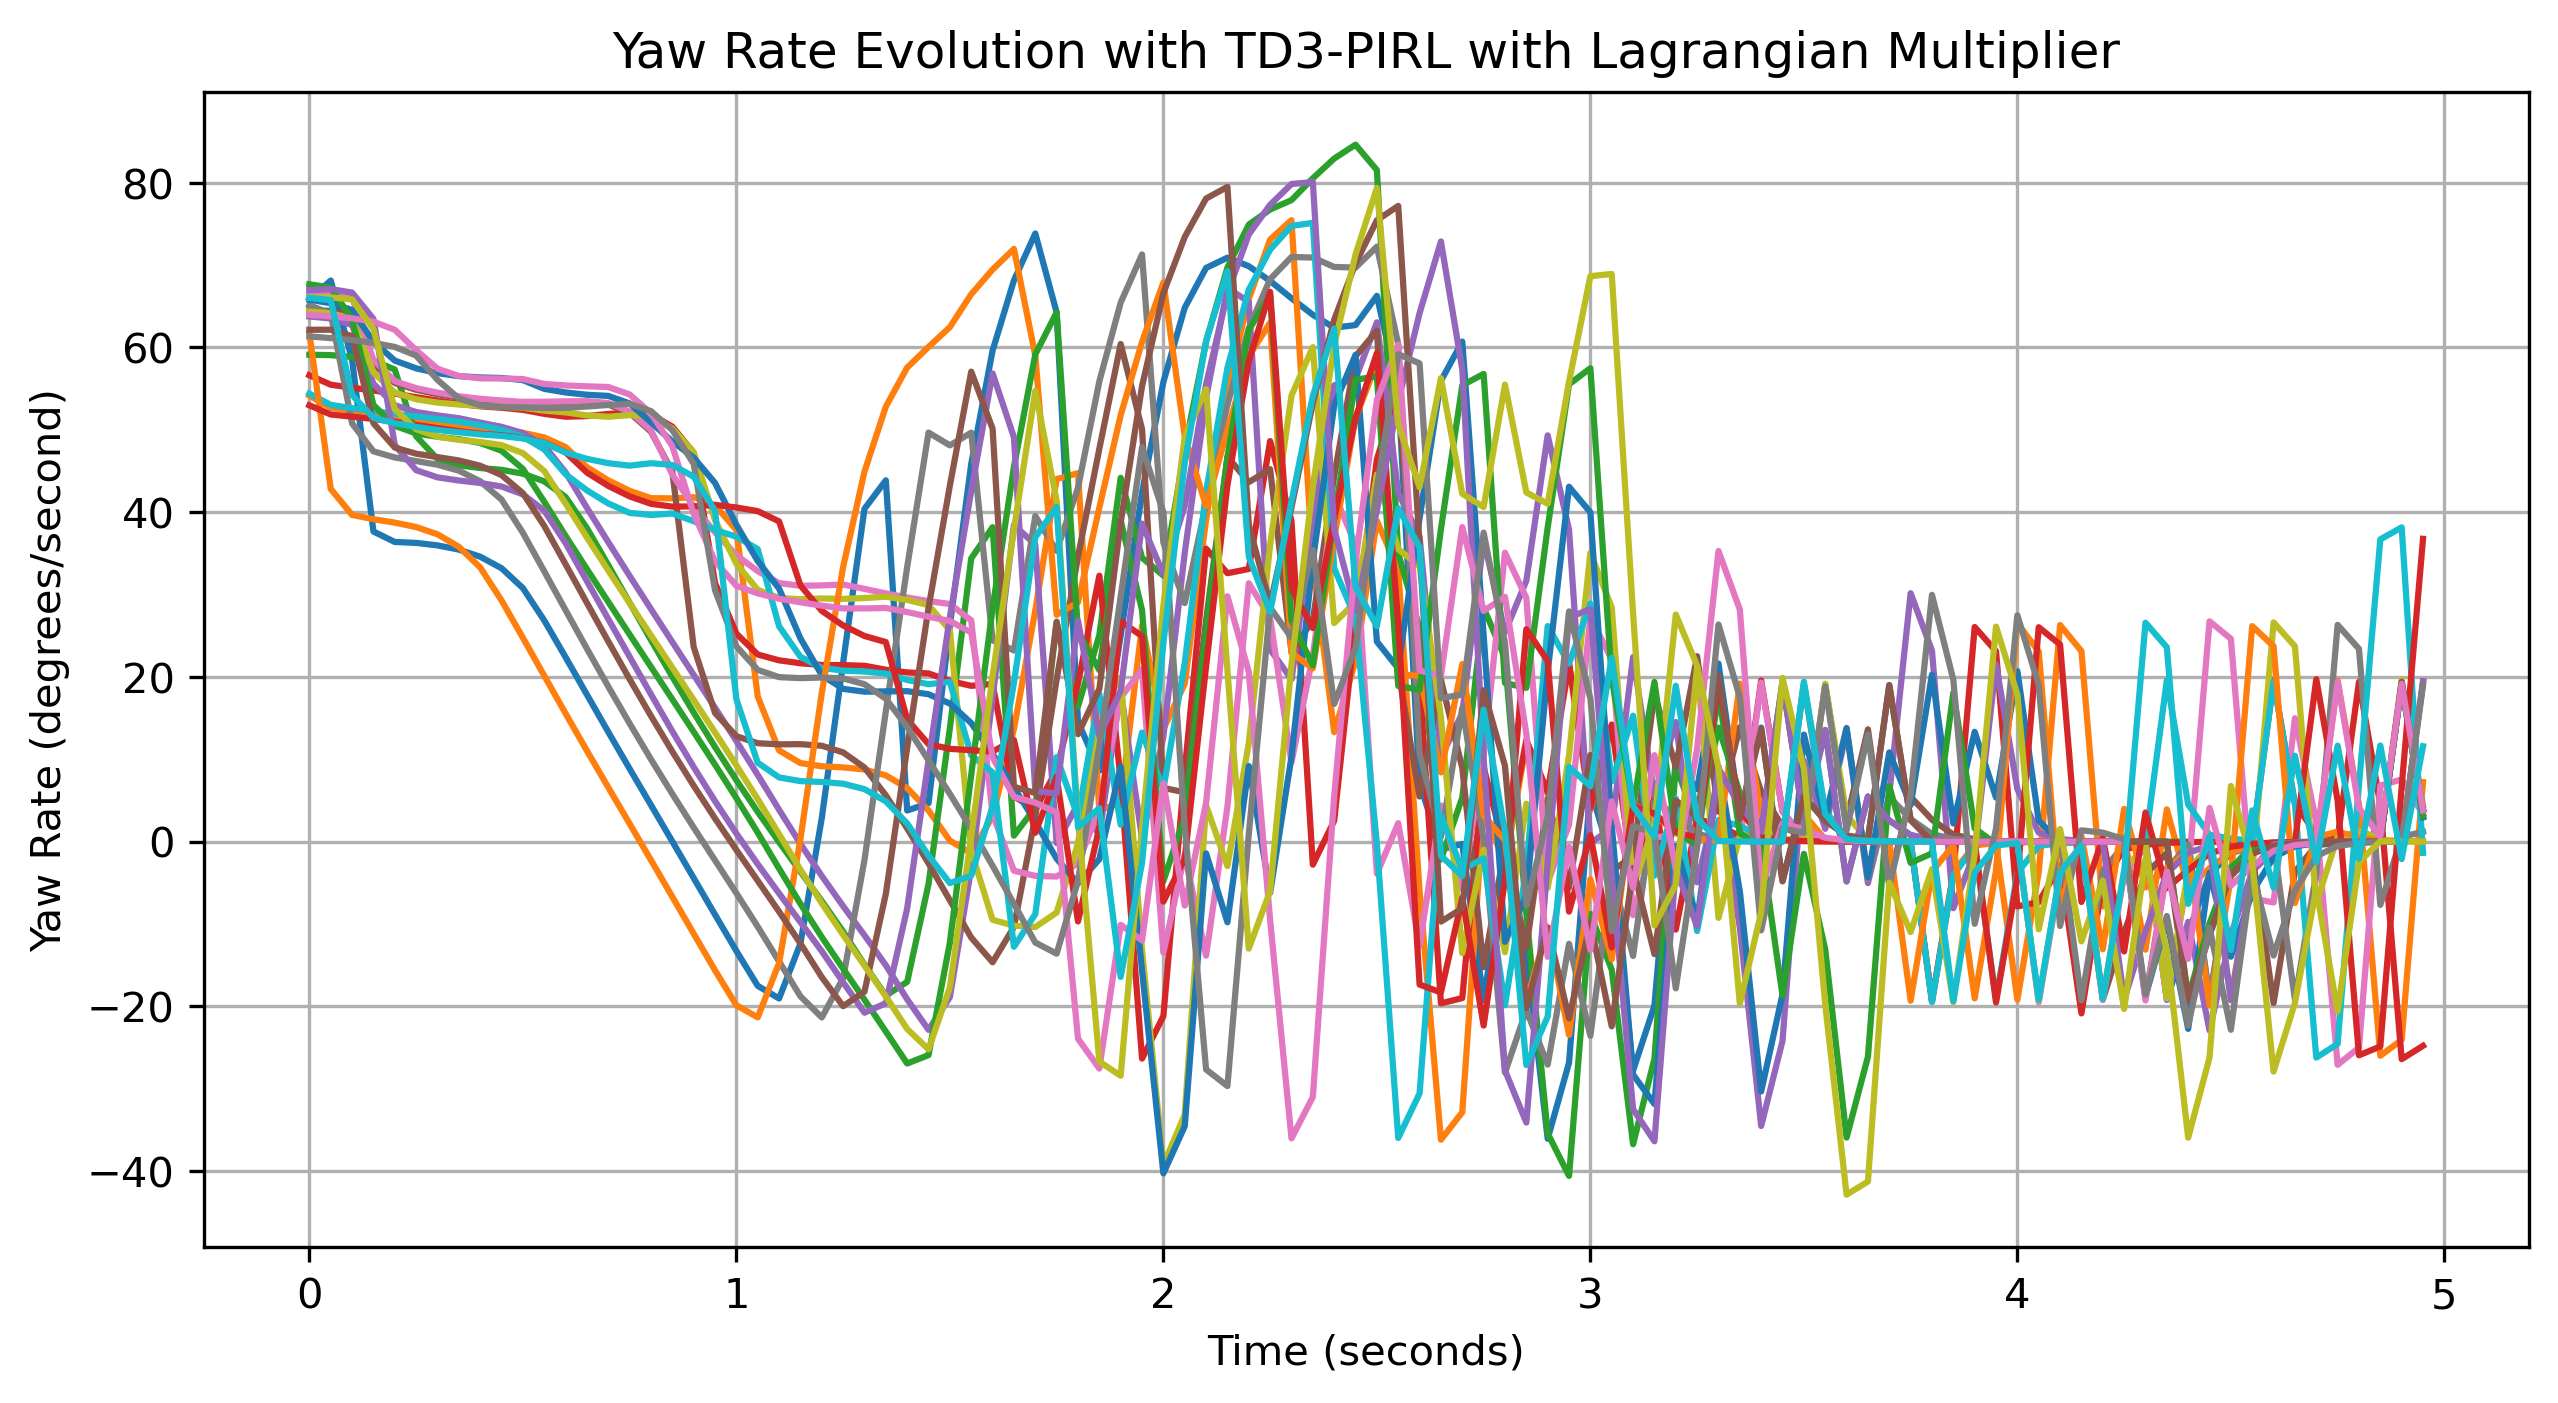 Yaw Rate Evolution with TD3-PIRL with Lagrangian Multiplier
Yaw Rate (degrees/second)
80
60
40
20
0
−20
−40
0 1 2 3 4 5
Time (seconds)